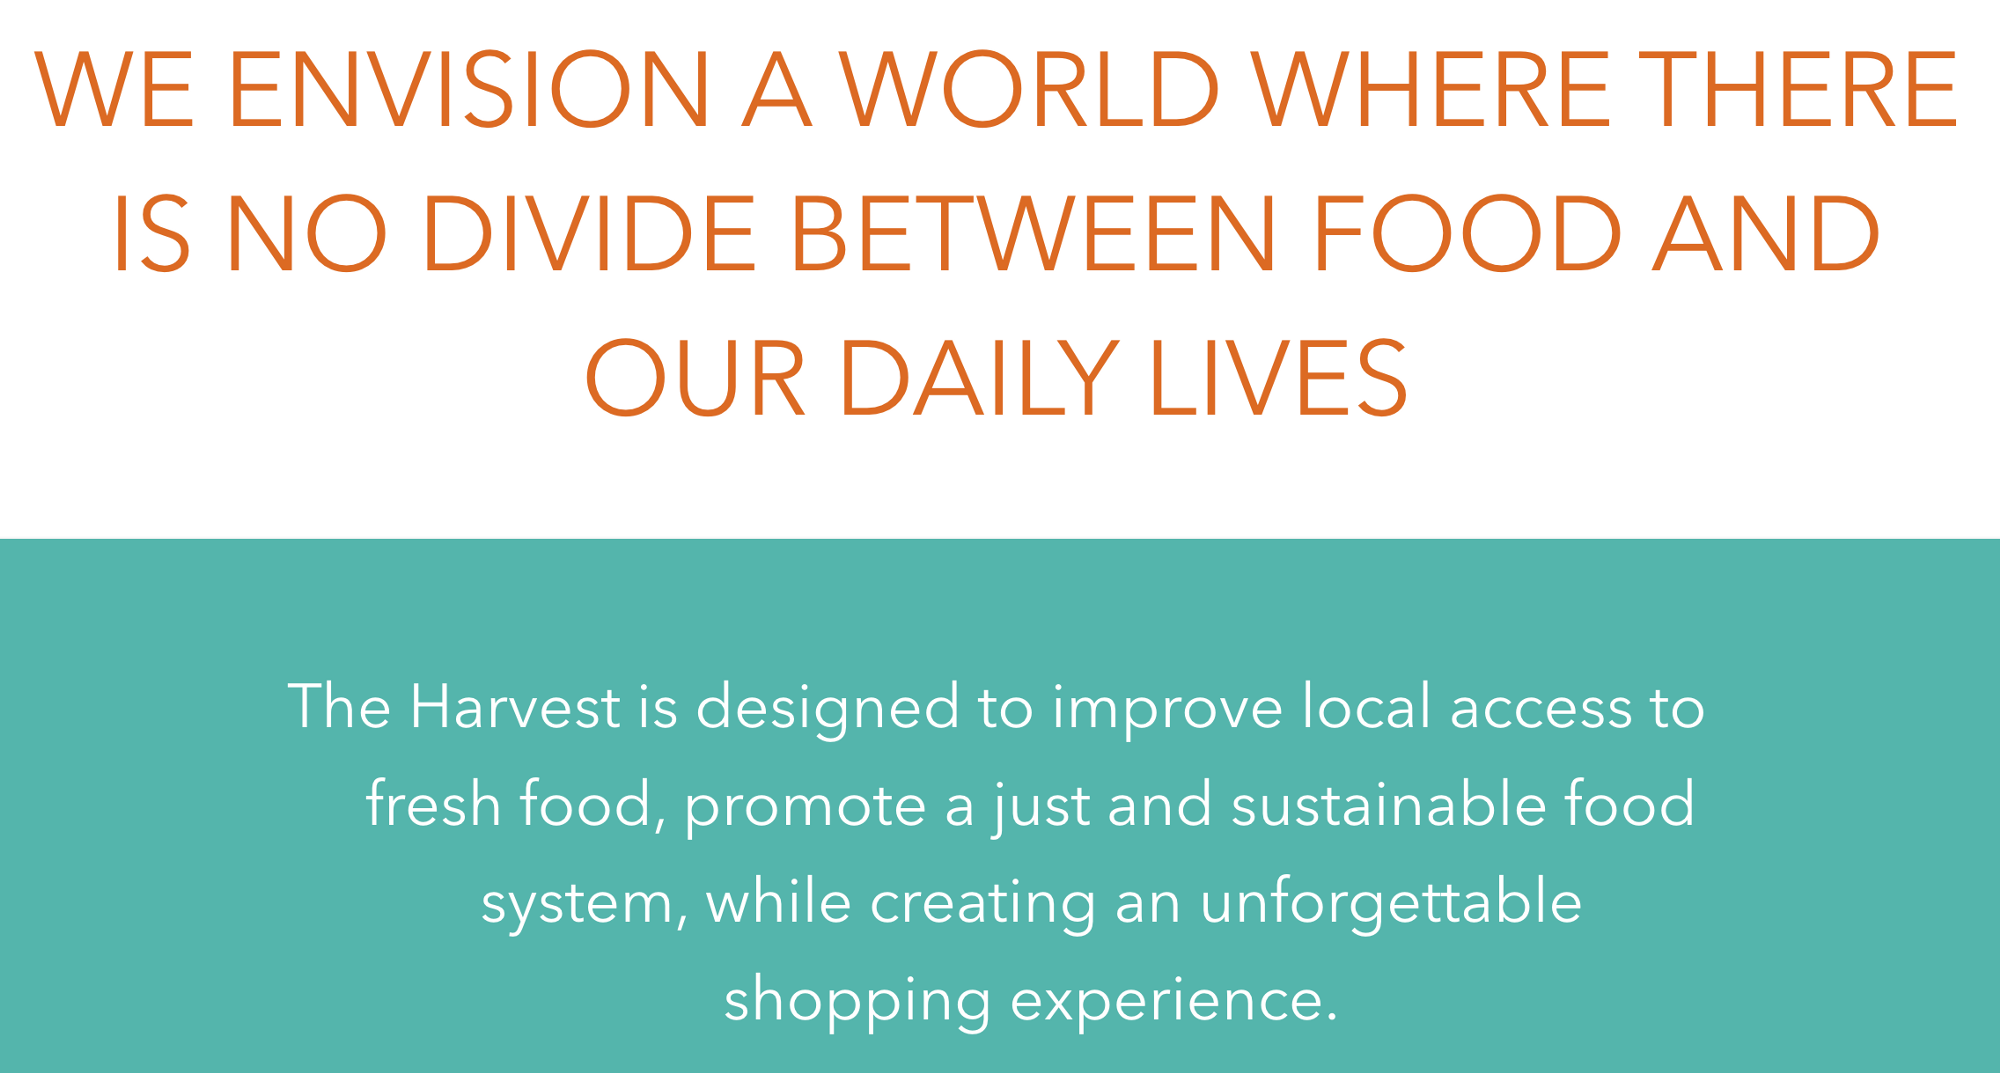 WE ENVISION A WORLD WHERE THERE
IS NO DIVIDE BETWEEN FOOD AND
OUR DAILY LIVES
The Harvest is designed to improve local access to
fresh food, promote a just and sustainable food
system, while creating an unforgettable
shopping experience.